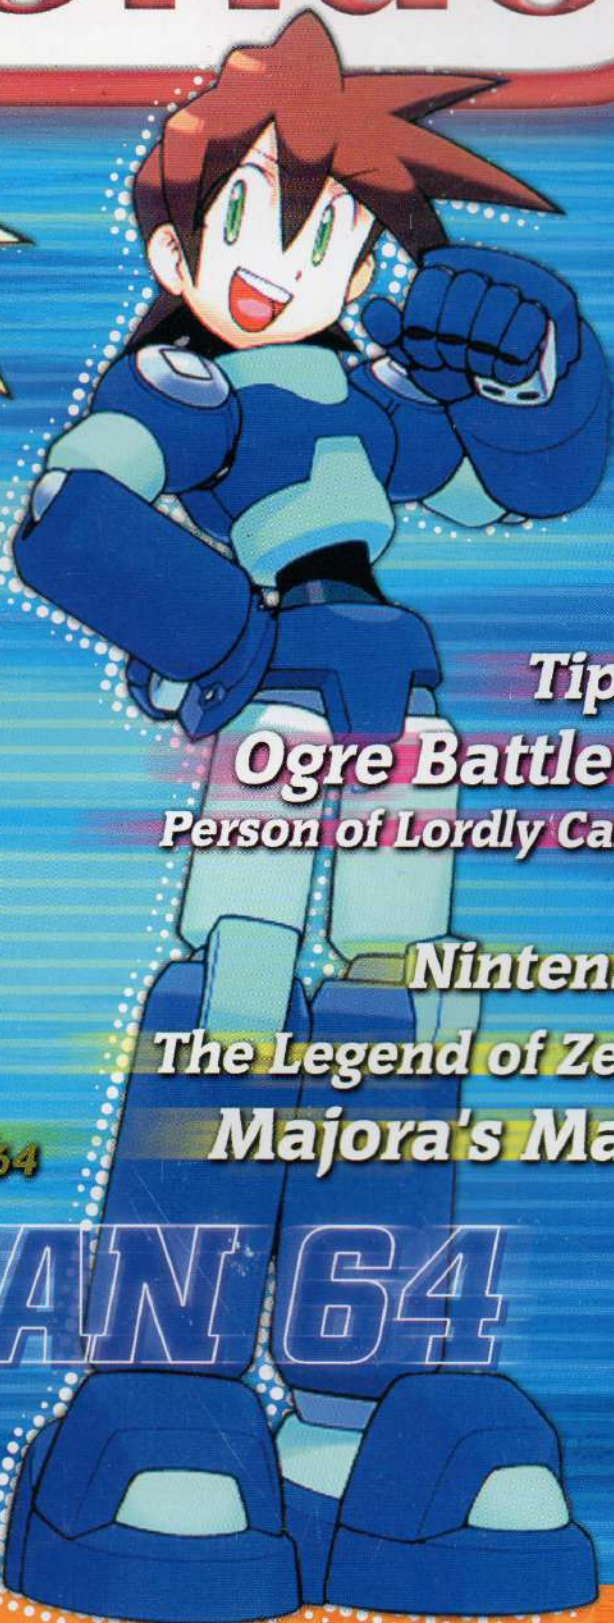 Tip
Ogre Battle
Person of Lordly Ca
Ninten
The Legend of Ze
Majora's Ma
64
AN 64